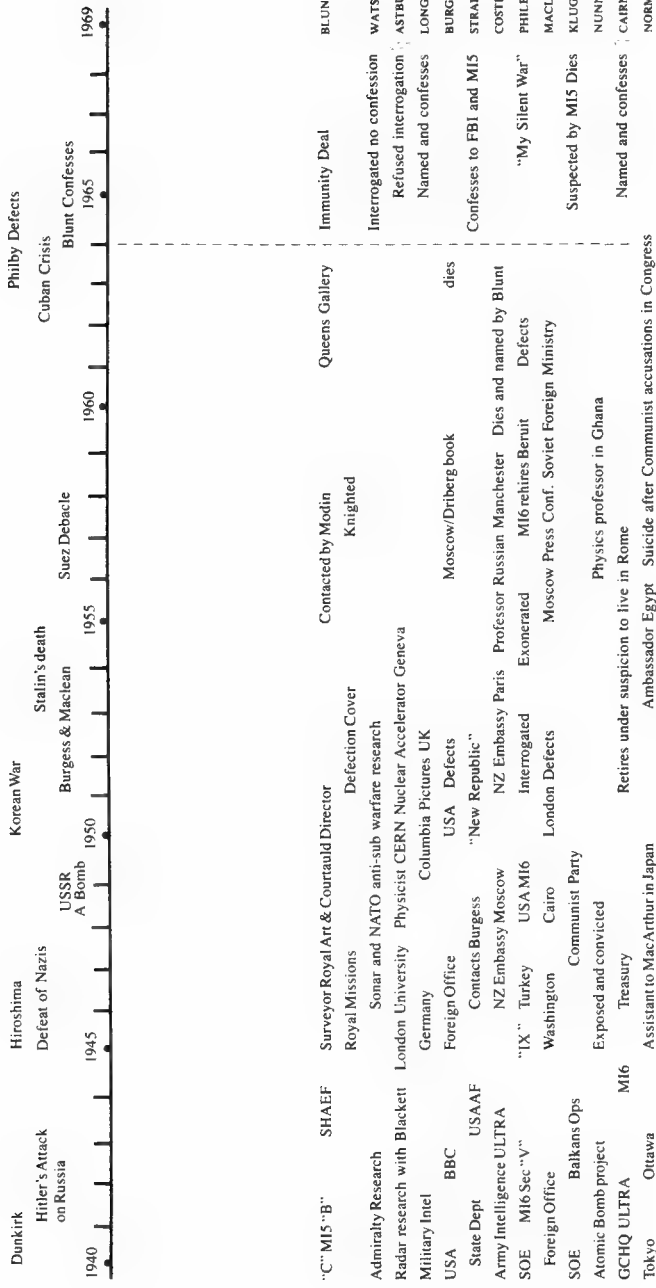 Dunkirk Hiroshima Korean War Philby Defects
Hitler's Attack Defeat of Nazis Stalin's death Cuban Crisis
on Russia USSR Burgess & Maclean Suez Debacle Blunt Confesses
A Bomb
1940 1945 1950 1955 1960 1965 1969
"C" MI5 "B" SHAEF Surveyor Royal Art & Courtauld Director Contacted by Modin Queens Gallery Immunity Deal BLUN
Royal Missions Defection Cover Knighted
Admiralty Research Sonar and NATO anti-sub warfare research Interrogated no confession WATS
Radar research with Blackett London University Physicist CERN Nuclear Accelerator Geneva Refused interrogation ASTBU
Military Intel Germany Columbia Pictures UK Named and confesses LONG
USA BBC Foreign Office USA Defects Moscow/Driberg book dies BURG
State Dept USAAF Contacts Burgess "New Republic" Confesses to FBI and MI5 STRAI
Army Intelligence ULTRA NZ Embassy Moscow NZ Embassy Paris Professor Russian Manchester Dies and named by Blunt COSTE
SOE MI6 Sec "V" "IX" Turkey USA MI6 Interrogated Exonerated MI6 rehires Beruit Defects "My Silent War" PHILB
Foreign Office Washington Cairo London Defects Moscow Press Conf. Soviet Foreign Ministry MACL
SOE Balkans Ops Communist Party Suspected by MI5 Dies KLUG
Atomic Bomb project Exposed and convicted Physics professor in Ghana NUNN
GCHQ ULTRA MI6 Treasury Retires under suspicion to live in Rome Named and confesses CAIRN
Tokyo Ottawa Assistant to MacArthur in Japan Ambassador Egypt Suicide after Communist accusations in Congress NORM